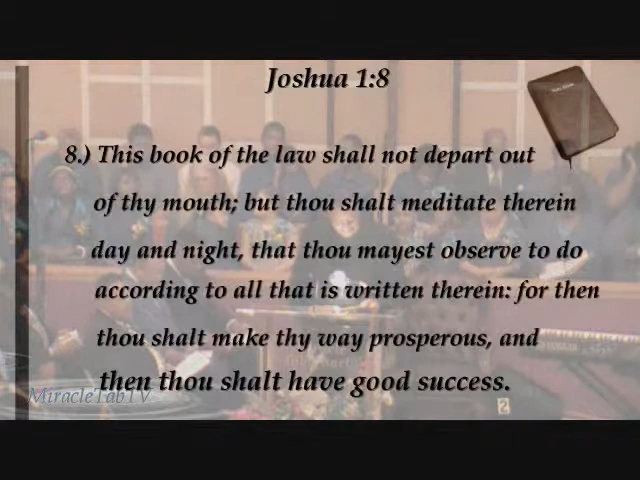 Joshua 1:8
8.) This book of the law shall not depart out
of thy mouth; but thou shalt meditate therein
day and night, that thou mayest observe to do
according to all that is written therein: for then
thou shalt make thy way prosperous, and
then thou shalt have good success.
MiracleTabTV
2